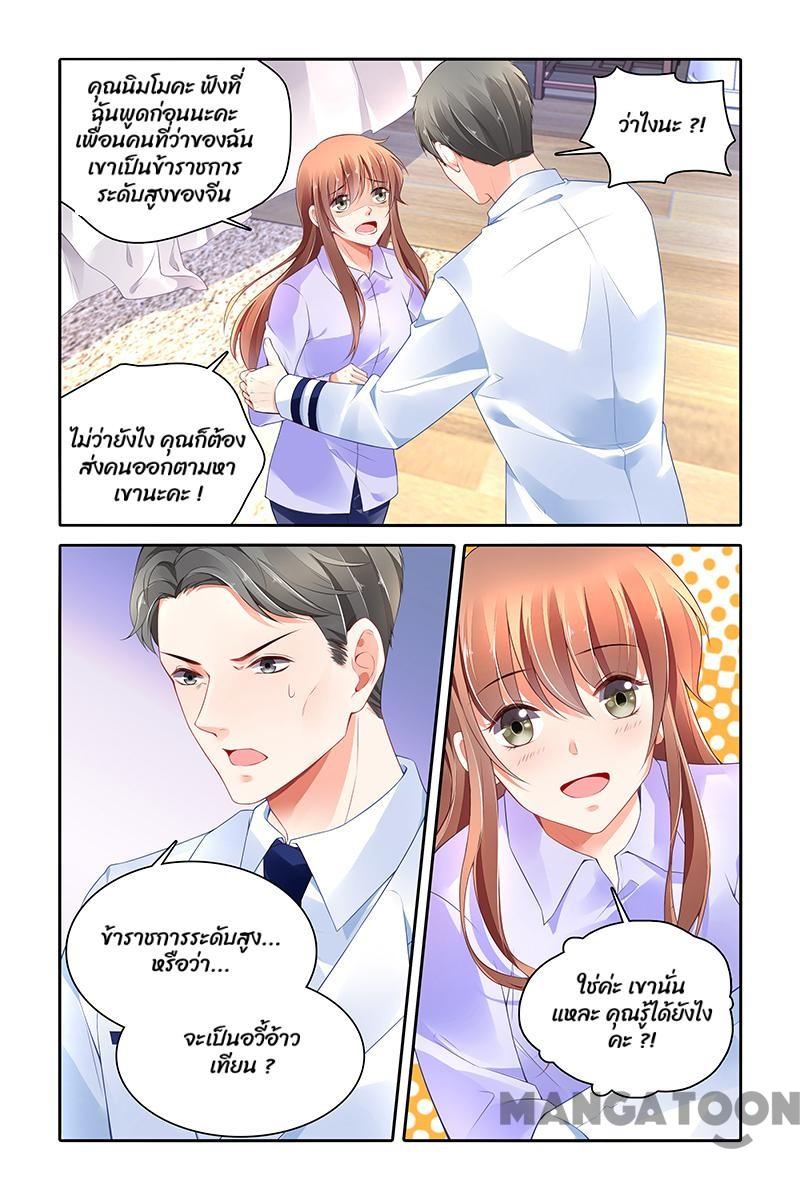 คุณนิมโมคะ ฟังที่
ฉันพูดก่อนนะคะ
เพื่อนคนที่ว่าของฉัน
เขาเป็นข้าราชการ
ระดับสูงของจีน
ว่าไงนะ ?!
ไม่ว่ายังไง คุณก็ต้อง
ส่งคนออกตามหา
เขานะคะ !
ข้าราชการระดับสูง...
หรือว่า...
จะเป็นอวี้อ้าว
เทียน ?
ใช่ค่ะ เขานั่น
แหละ คุณรู้ได้ยังไง
คะ ?!
MANGATOON